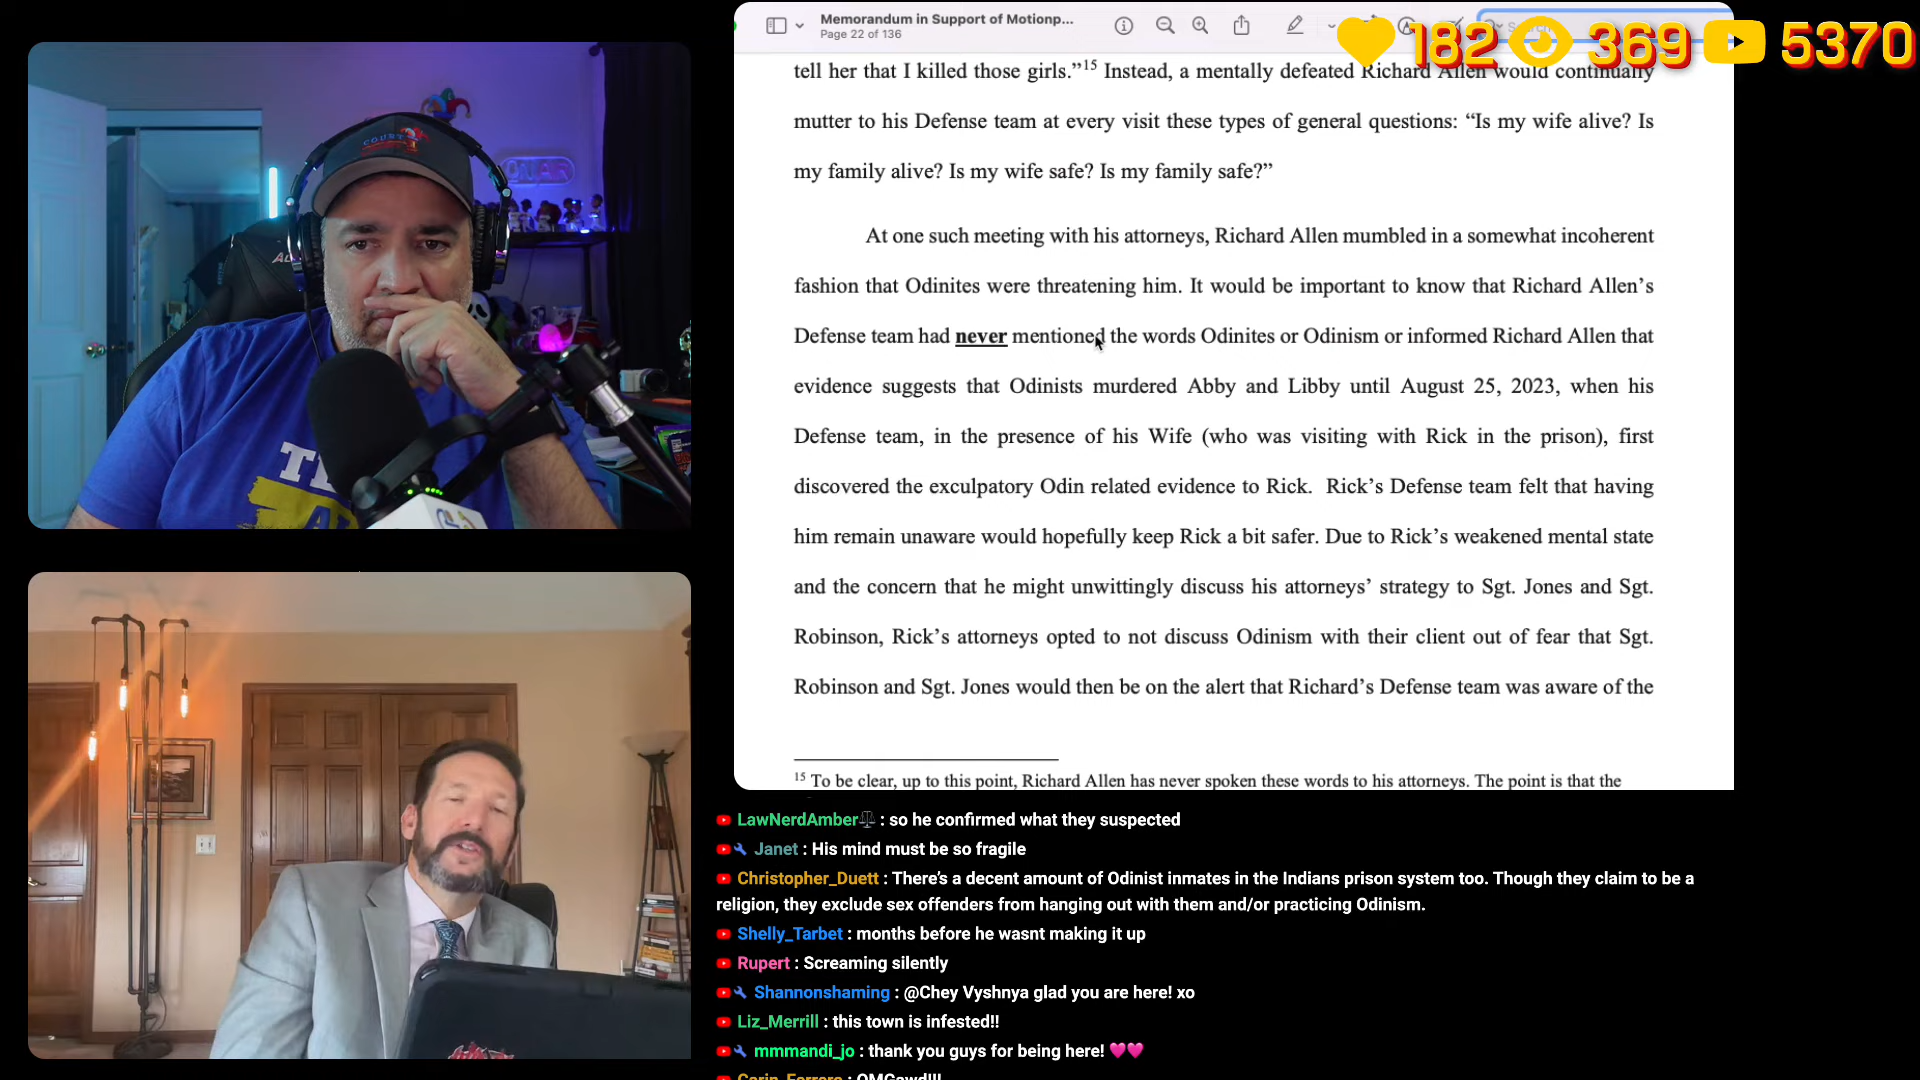 Memorandum in Support of Motionp...
Page 22 of 136
182 369 5370
tell her that I killed those girls.”15 Instead, a mentally defeated Richard Allen would continually
mutter to his Defense team at every visit these types of general questions: “Is my wife alive? Is
my family alive? Is my wife safe? Is my family safe?”
At one such meeting with his attorneys, Richard Allen mumbled in a somewhat incoherent
fashion that Odinites were threatening him. It would be important to know that Richard Allen’s
Defense team had never mentioned the words Odinites or Odinism or informed Richard Allen that
evidence suggests that Odinists murdered Abby and Libby until August 25, 2023, when his
Defense team, in the presence of his Wife (who was visiting with Rick in the prison), first
discovered the exculpatory Odin related evidence to Rick. Rick’s Defense team felt that having
him remain unaware would hopefully keep Rick a bit safer. Due to Rick’s weakened mental state
and the concern that he might unwittingly discuss his attorneys’ strategy to Sgt. Jones and Sgt.
Robinson, Rick’s attorneys opted to not discuss Odinism with their client out of fear that Sgt.
Robinson and Sgt. Jones would then be on the alert that Richard’s Defense team was aware of the
15 To be clear, up to this point, Richard Allen has never spoken these words to his attorneys. The point is that the
LawNerdAmber⚖ : so he confirmed what they suspected
Janet : His mind must be so fragile
Christopher_Duett : There’s a decent amount of Odinist inmates in the Indians prison system too. Though they claim to be a
religion, they exclude sex offenders from hanging out with them and/or practicing Odinism.
Shelly_Tarbet : months before he wasnt making it up
Rupert : Screaming silently
Shannonshaming : @Chey Vyshnya glad you are here! xo
Liz_Merrill : this town is infested!!
mmmandi_jo : thank you guys for being here! 💕💕
COURT
ON AIR